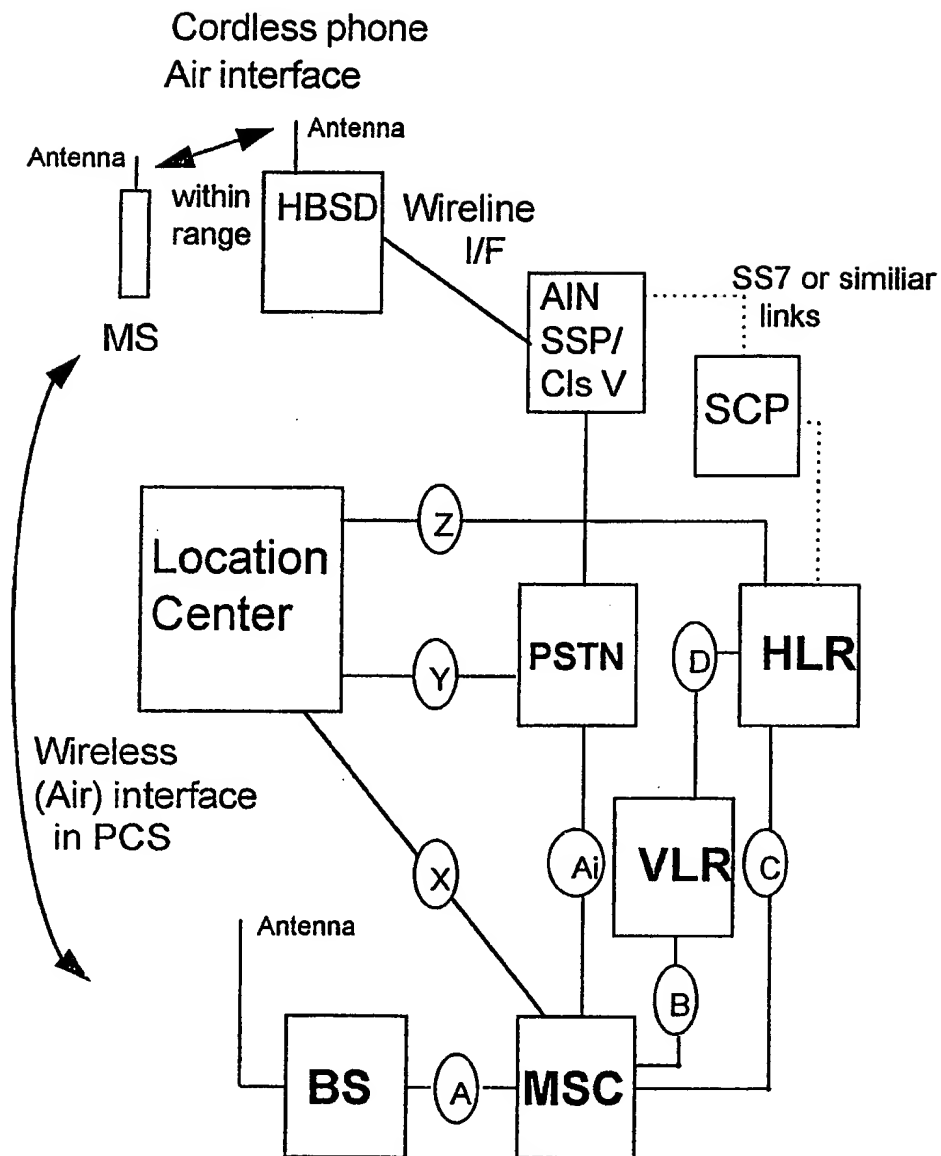 Cordless phone
Air interface
Antenna
Antenna
within
range
HBSD
Wireline
I/F
MS
AIN
SSP/
Cls V
SS7 or similiar
links
SCP
Location
Center
Z
Y
PSTN
D
HLR
Wireless
(Air) interface
in PCS
X
Ai
VLR
C
Antenna
B
BS
A
MSC